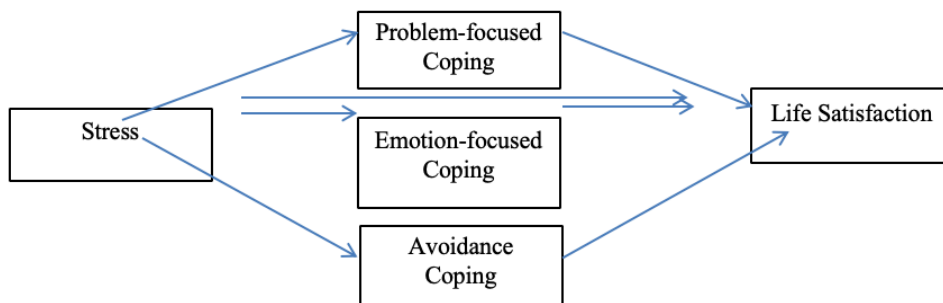 Problem-focused
Coping
Stress
Life Satisfaction
Emotion-focused
Coping
Avoidance
Coping